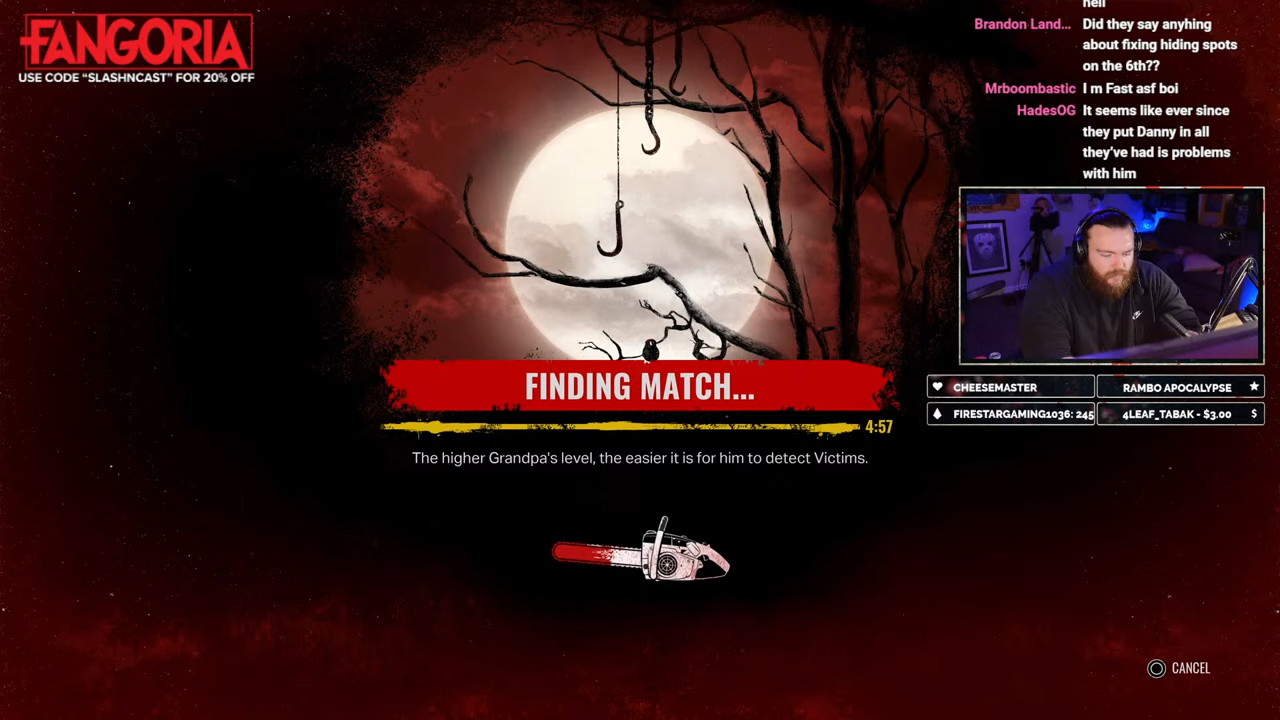 FANGORIA
USE CODE "SLASHNCAST" FOR 20% OFF
hell
Brandon Land... Did they say anyhing
about fixing hiding spots
on the 6th??
Mrboombastic I m Fast asf boi
HadesOG It seems like ever since
they put Danny in all
they've had is problems
with him
CHEESEMASTER
RAMBO APOCALYPSE
FIRESTARGAMING1036: 245
4LEAF_TABAK - $3.00 $
FINDING MATCH...
4:57
The higher Grandpa's level, the easier it is for him to detect Victims.
CANCEL